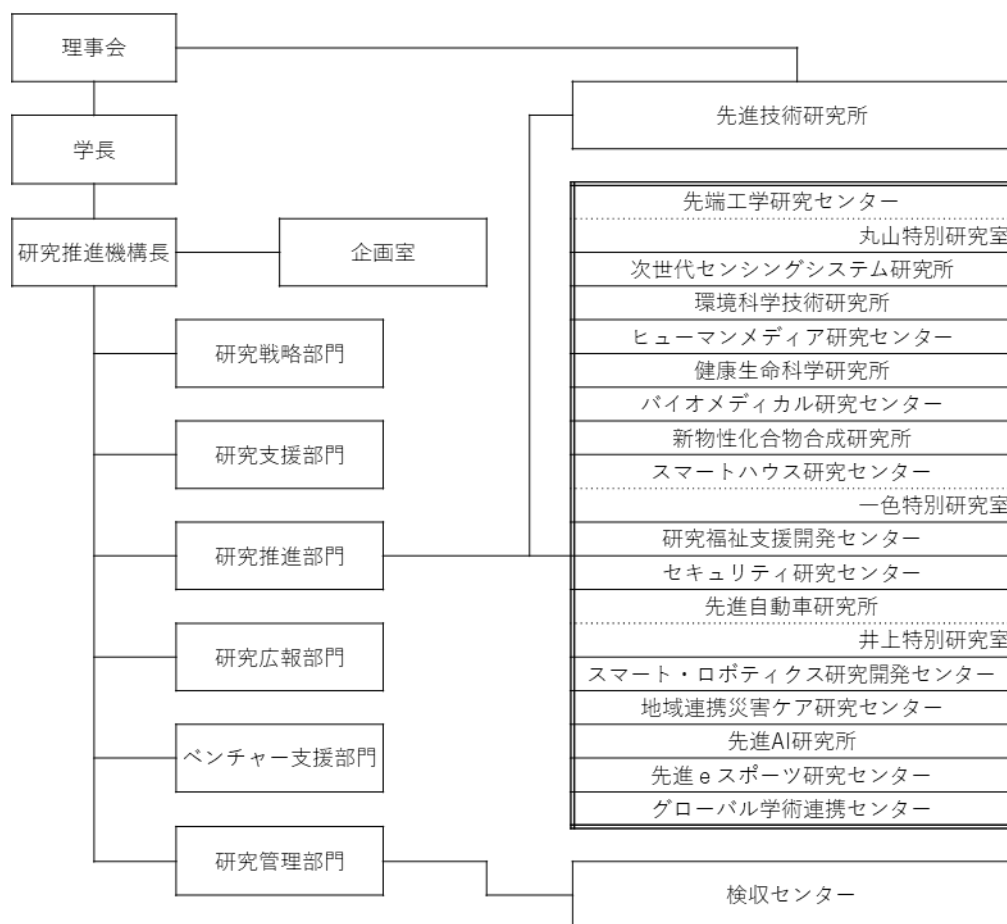 理事会
学長
研究推進機構長
企画室
研究戦略部門
研究支援部門
研究推進部門
研究広報部門
ベンチャー支援部門
研究管理部門
先進技術研究所
先端工学研究センター
丸山特別研究室
次世代センシングシステム研究所
環境科学技術研究所
ヒューマンメディア研究センター
健康生命科学研究所
バイオメディカル研究センター
新物性化合物合成研究所
スマートハウス研究センター
一色特別研究室
研究福祉支援開発センター
セキュリティ研究センター
先進自動車研究所
井上特別研究室
スマート・ロボティクス研究開発センター
地域連携災害ケア研究センター
先進AI研究所
先進ｅスポーツ研究センター
グローバル学術連携センター
検収センター